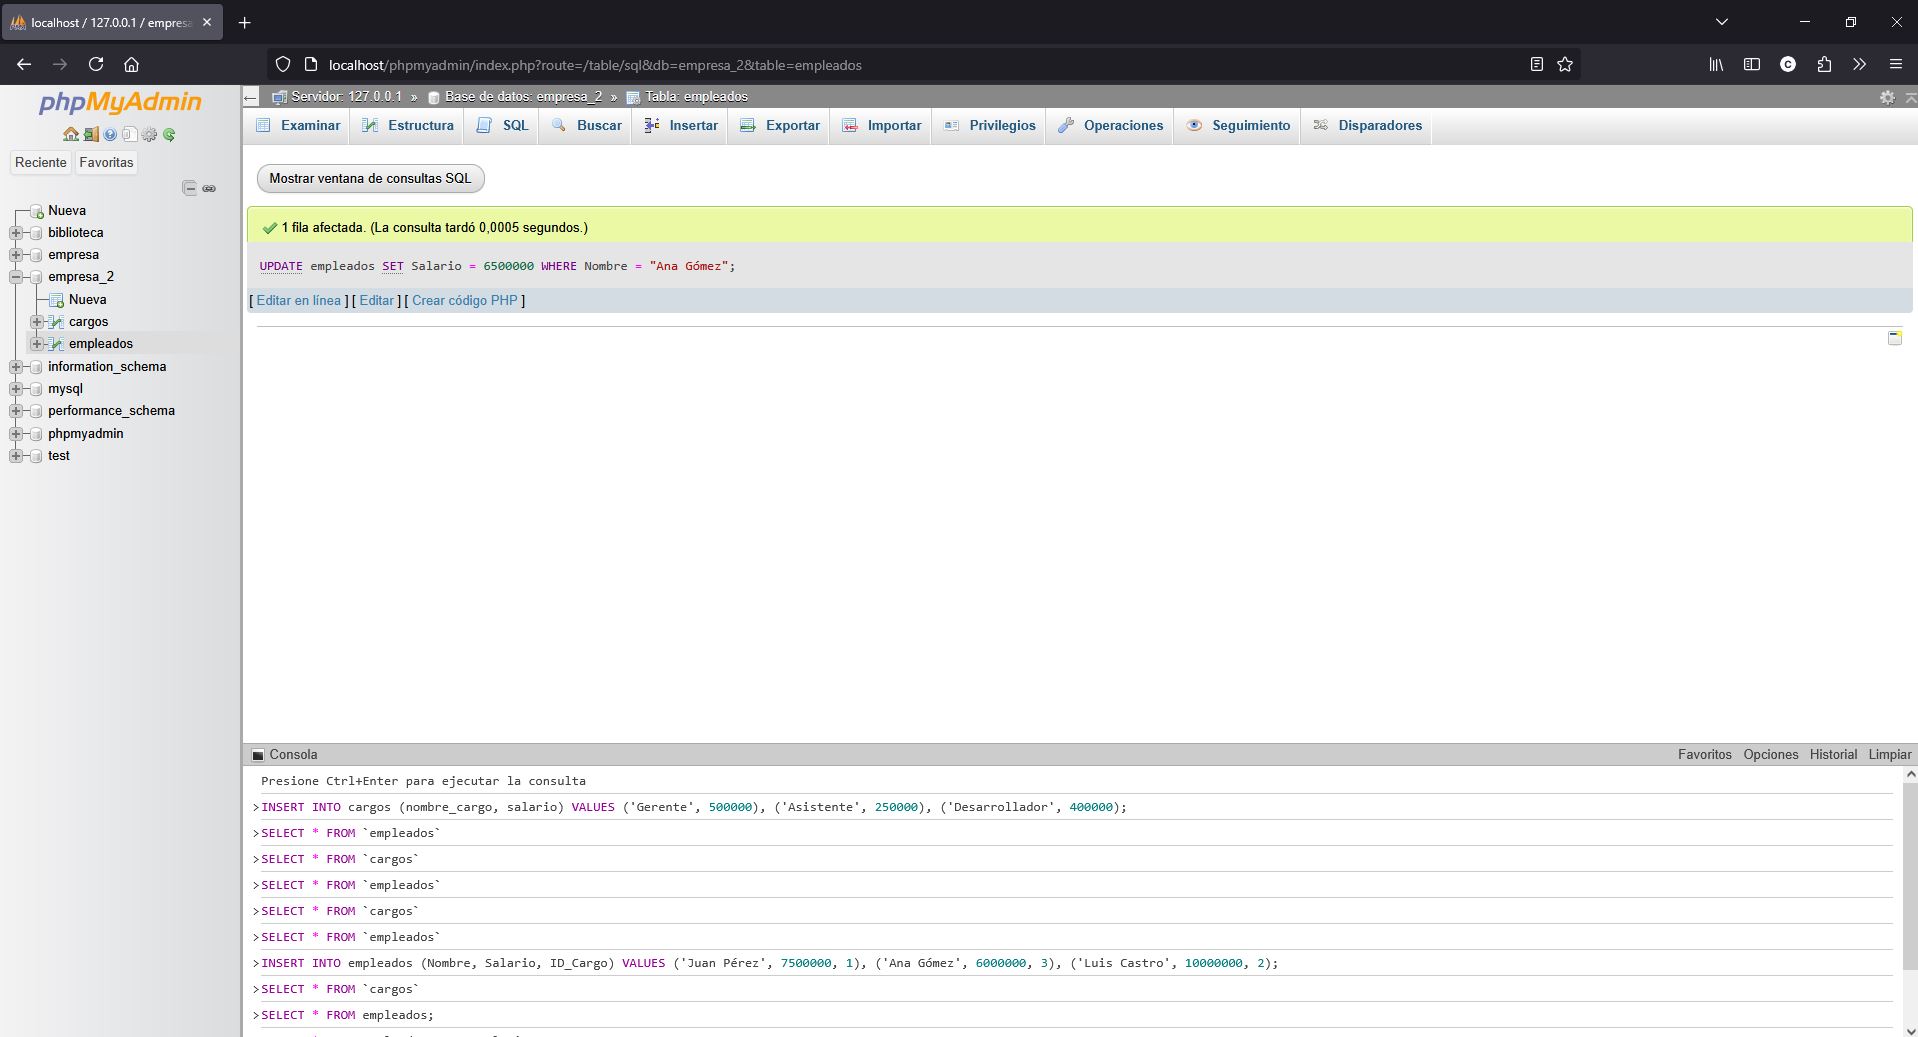 localhost / 127.0.0.1 / empresa
localhost/phpmyadmin/index.php?route=/table/sql&db=empresa_2&table=empleados
phpMyAdmin
Reciente Favoritas
Nueva
biblioteca
empresa
empresa_2
Nueva
cargos
empleados
information_schema
mysql
performance_schema
phpmyadmin
test
Servidor: 127.0.0.1 » Base de datos: empresa_2 » Tabla: empleados
Examinar Estructura SQL Buscar Insertar Exportar Importar Privilegios Operaciones Seguimiento Disparadores
Mostrar ventana de consultas SQL
1 fila afectada. (La consulta tardó 0,0005 segundos.)
UPDATE empleados SET Salario = 6500000 WHERE Nombre = "Ana Gómez";
[ Editar en línea ] [ Editar ] [ Crear código PHP ]
Consola Favoritos Opciones Historial Limpiar
Presione Ctrl+Enter para ejecutar la consulta
>INSERT INTO cargos (nombre_cargo, salario) VALUES ('Gerente', 500000), ('Asistente', 250000), ('Desarrollador', 400000);
>SELECT * FROM `empleados`
>SELECT * FROM `cargos`
>SELECT * FROM `empleados`
>SELECT * FROM `cargos`
>SELECT * FROM `empleados`
>INSERT INTO empleados (Nombre, Salario, ID_Cargo) VALUES ('Juan Pérez', 7500000, 1), ('Ana Gómez', 6000000, 3), ('Luis Castro', 10000000, 2);
>SELECT * FROM `cargos`
>SELECT * FROM empleados;